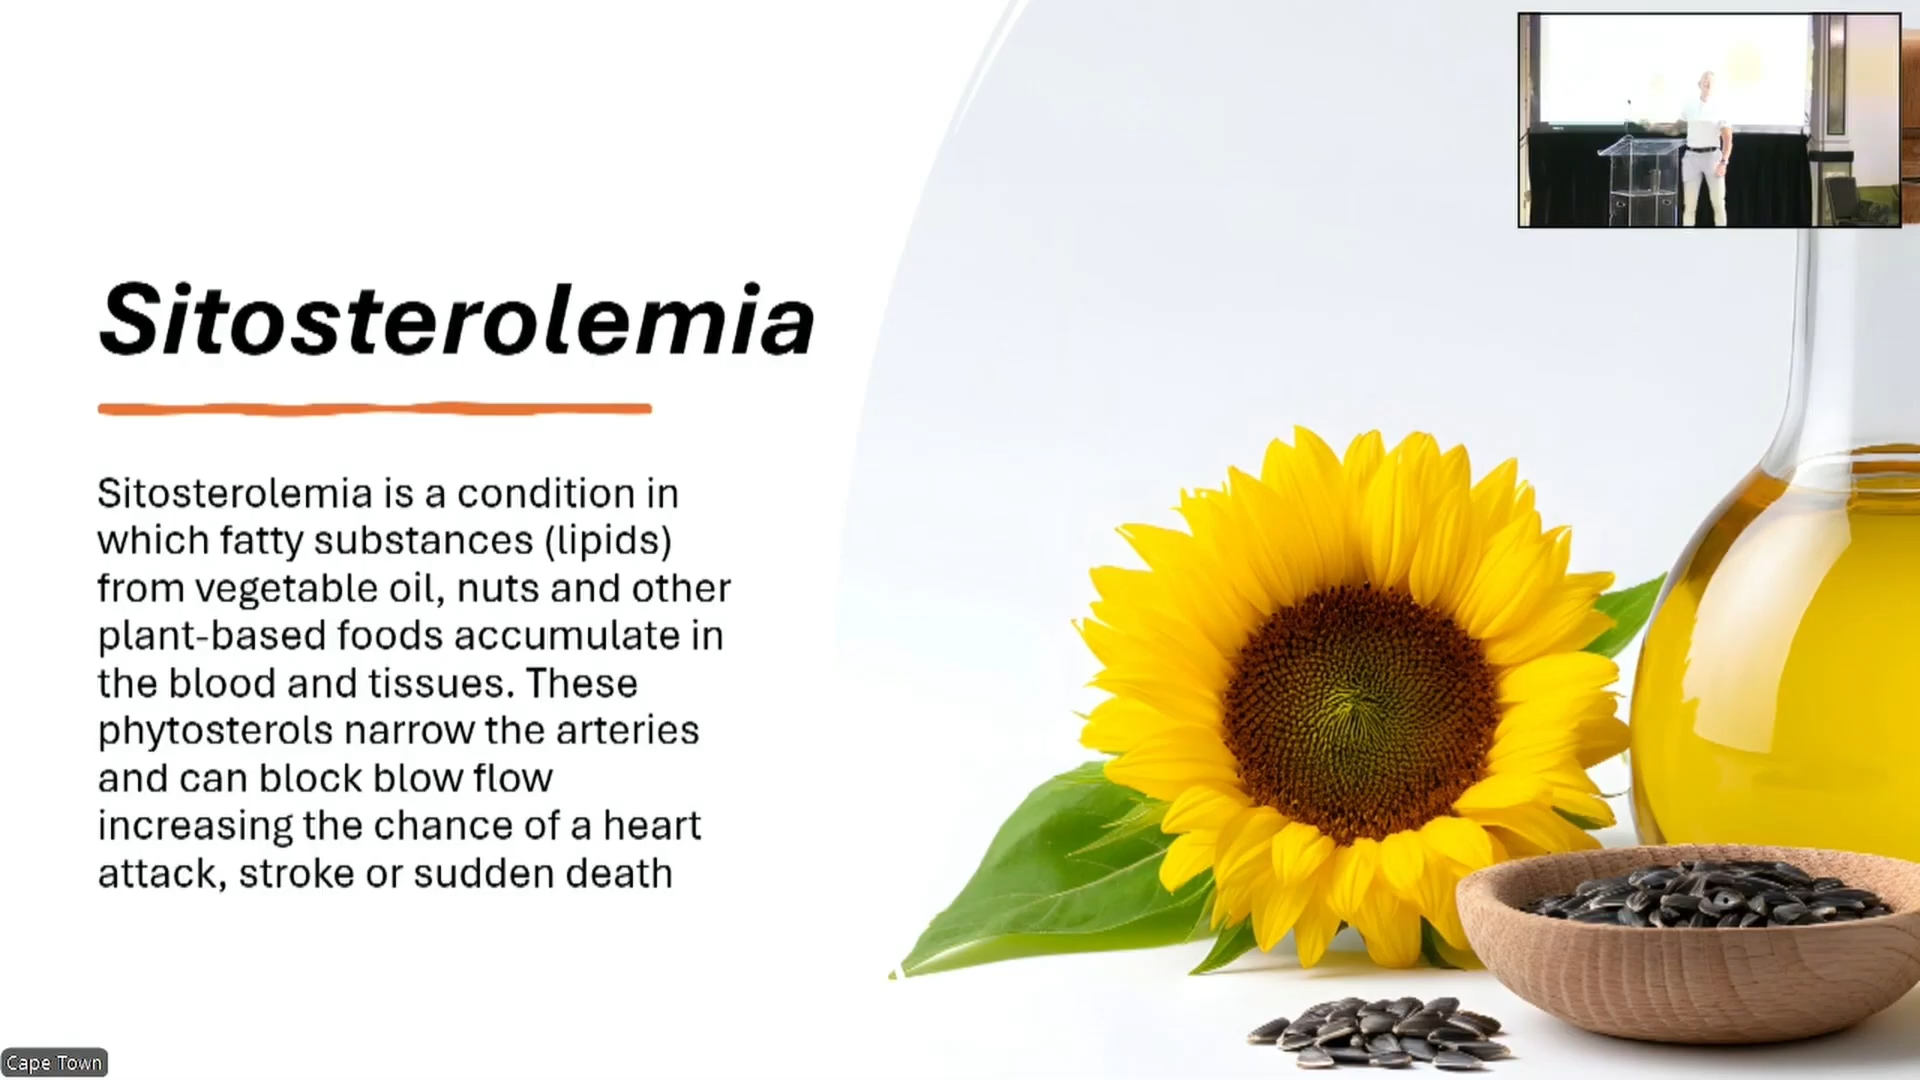 Sitosterolemia
Sitosterolemia is a condition in
which fatty substances (lipids)
from vegetable oil, nuts and other
plant-based foods accumulate in
the blood and tissues. These
phytosterols narrow the arteries
and can block blow flow
increasing the chance of a heart
attack, stroke or sudden death
Cape Town